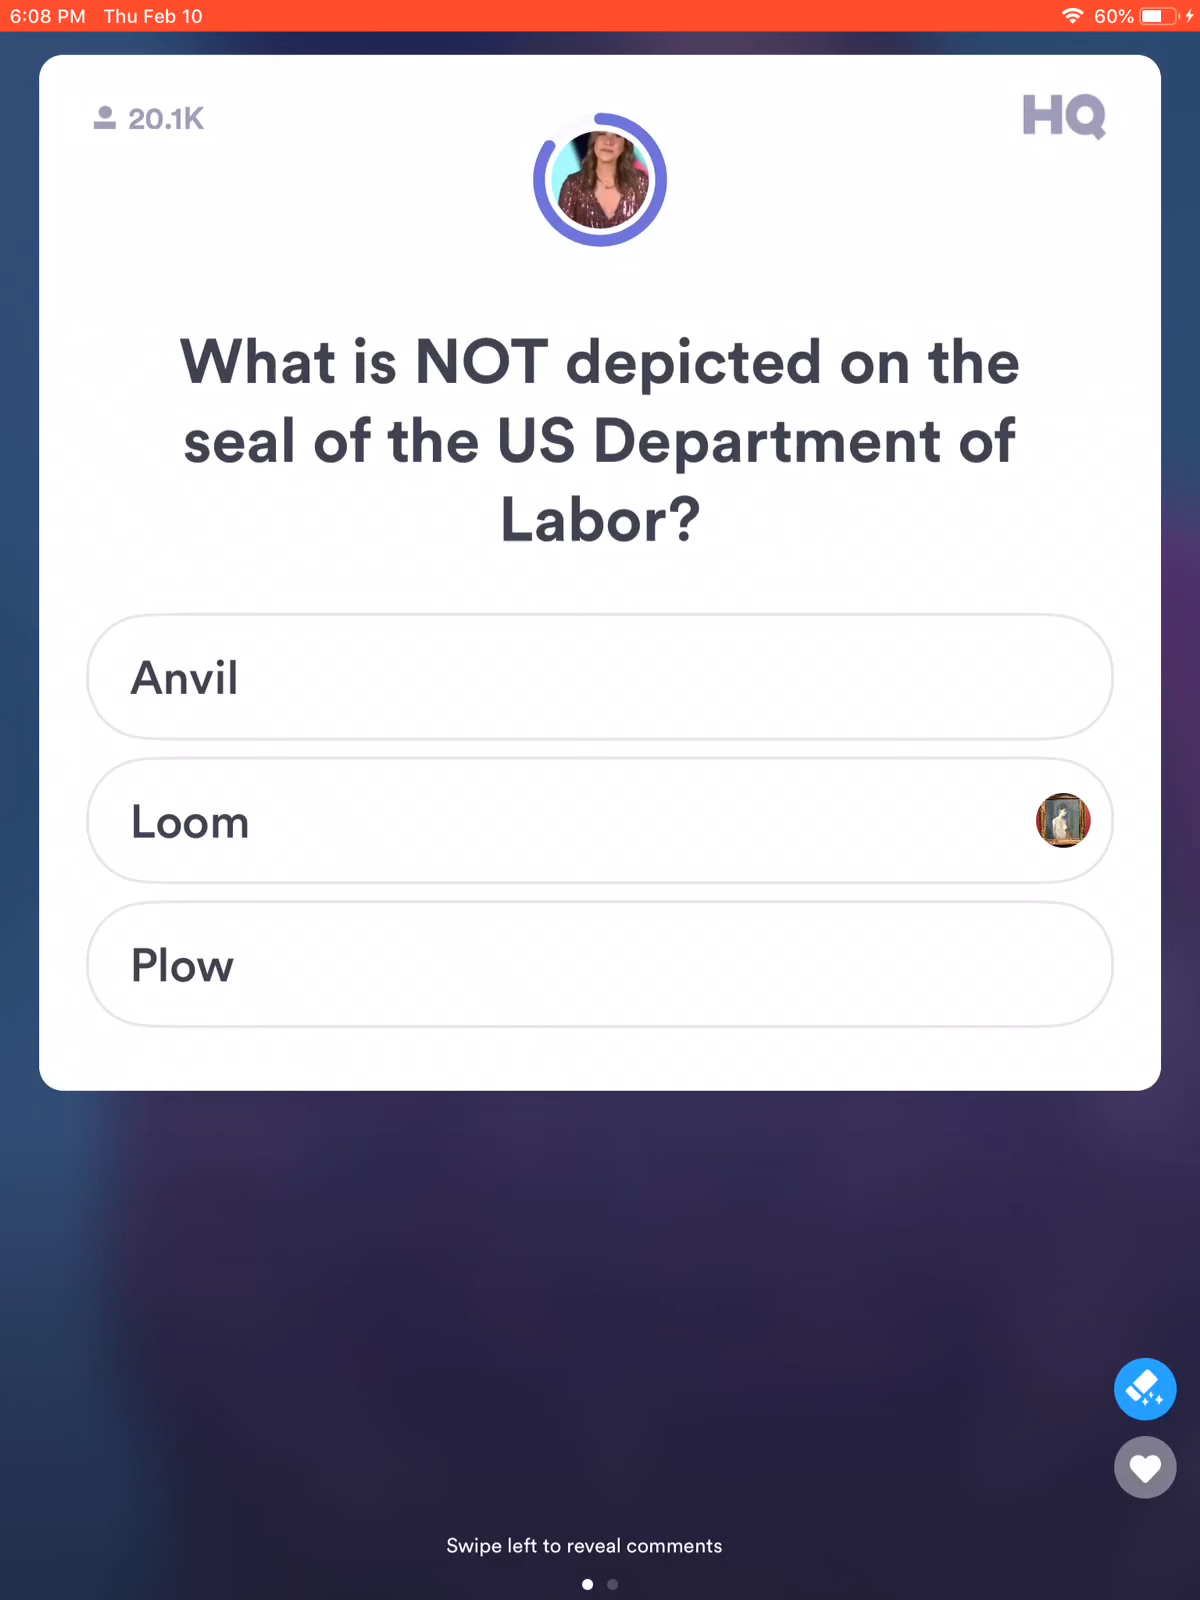 6:08 PM Thu Feb 10 60%
20.1K HQ
What is NOT depicted on the
seal of the US Department of
Labor?
Anvil
Loom
Plow
Swipe left to reveal comments